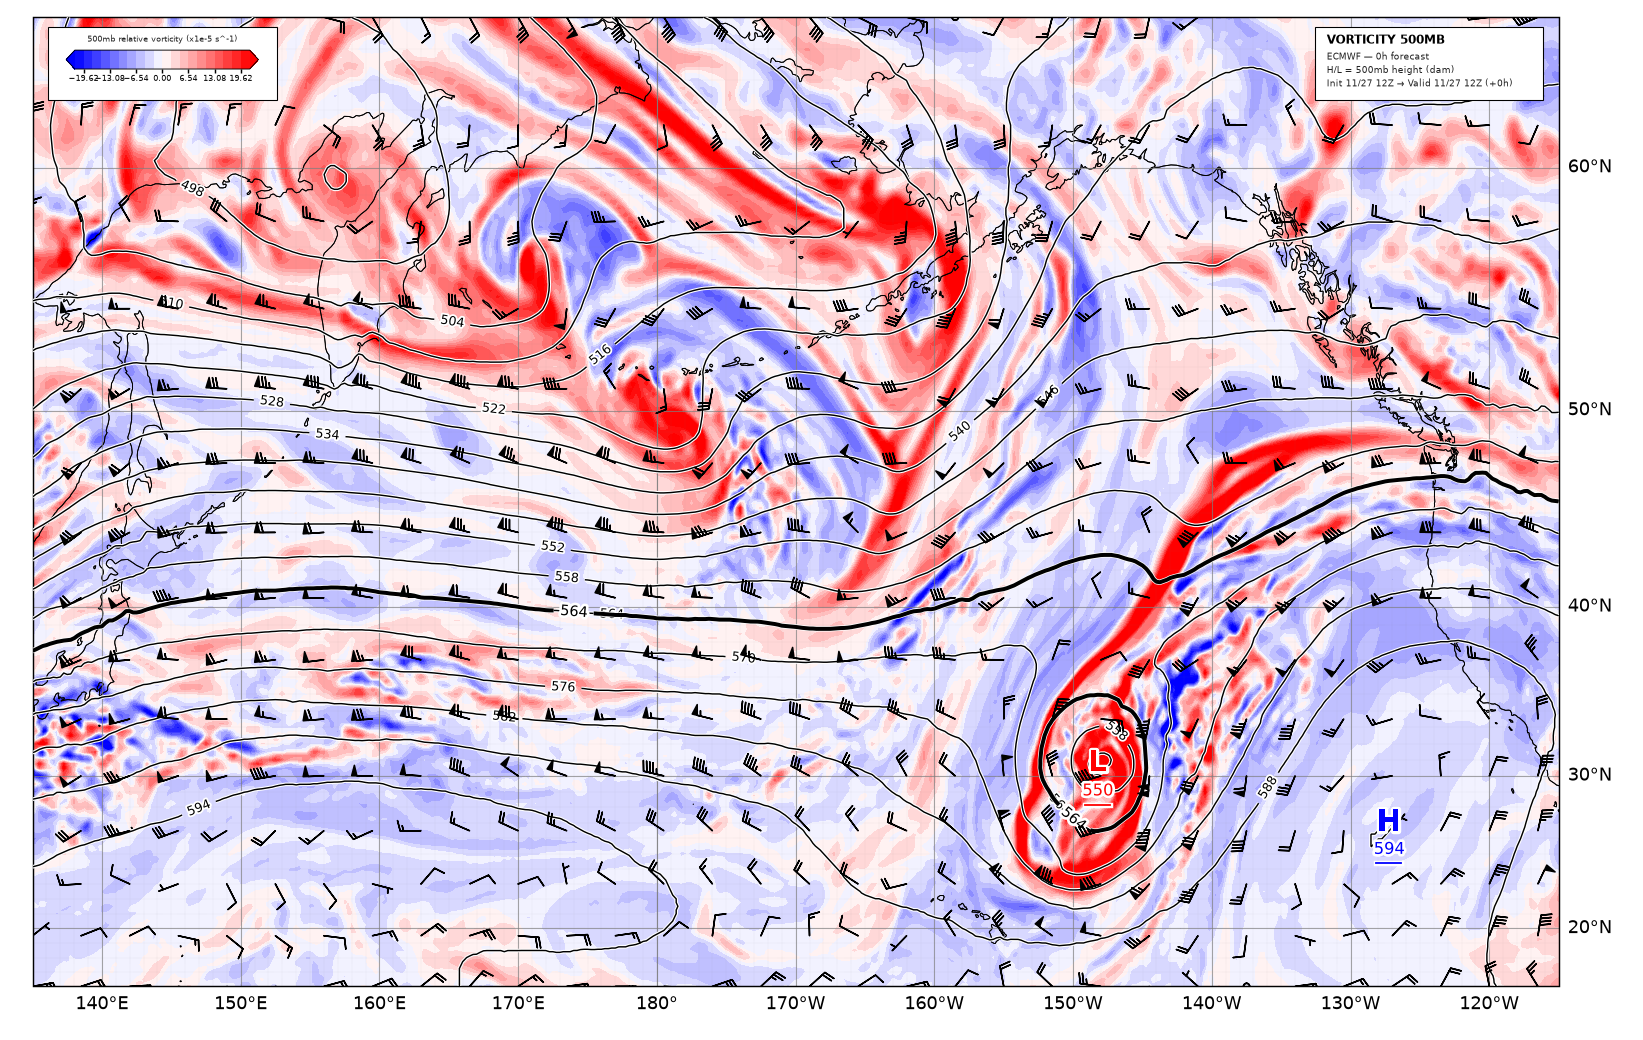 500mb relative vorticity (x1e-5 s^-1)
−19.62 −13.08 −6.54 0.00 6.54 13.08 19.62
VORTICITY 500MB
ECMWF — 0h forecast
H/L = 500mb height (dam)
Init 11/27 12Z → Valid 11/27 12Z (+0h)
60°N
498
510
504
516
528
522
546
50°N
534
540
552
558
40°N
564
564
570
576
582
558
L
30°N
550
588
594
564
H
594
20°N
140°E 150°E 160°E 170°E 180° 170°W 160°W 150°W 140°W 130°W 120°W